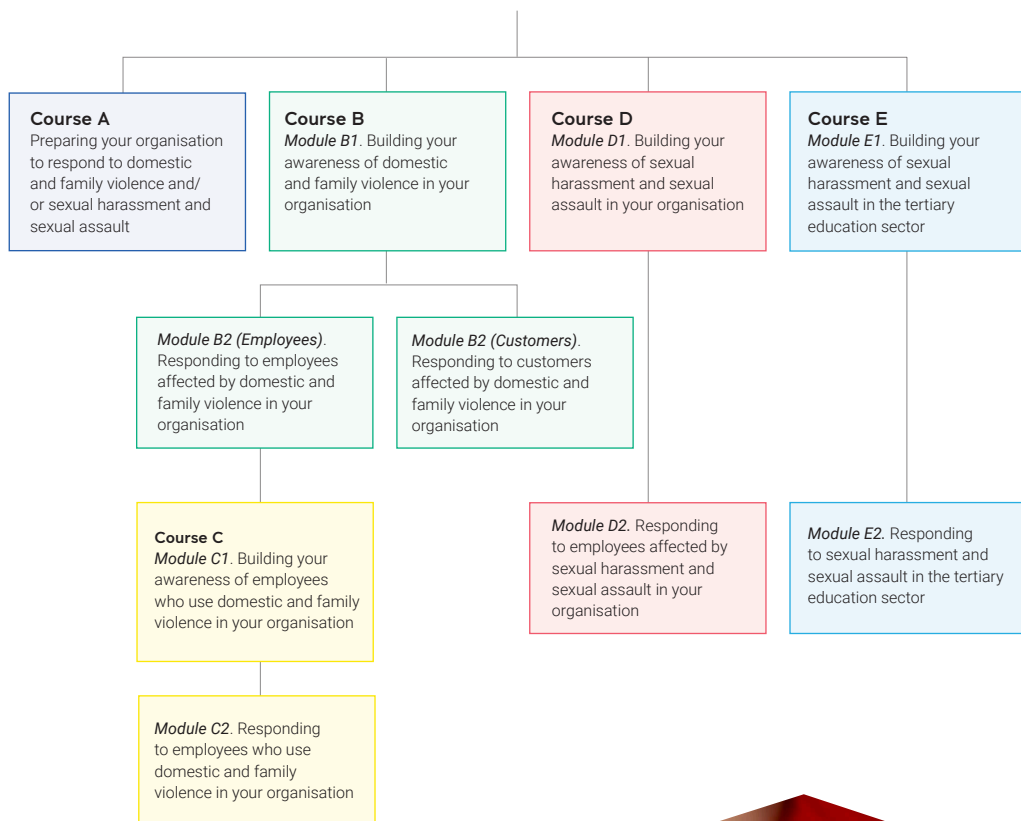 Course A
Preparing your organisation
to respond to domestic
and family violence and/
or sexual harassment and
sexual assault
Course B
Module B1. Building your
awareness of domestic
and family violence in your
organisation
Course D
Module D1. Building your
awareness of sexual
harassment and sexual
assault in your organisation
Course E
Module E1. Building your
awareness of sexual
harassment and sexual
assault in the tertiary
education sector
Module B2 (Employees).
Responding to employees
affected by domestic and
family violence in your
organisation
Module B2 (Customers).
Responding to customers
affected by domestic and
family violence in your
organisation
Course C
Module C1. Building your
awareness of employees
who use domestic and family
violence in your organisation
Module D2. Responding
to employees affected by
sexual harassment and
sexual assault in your
organisation
Module E2. Responding
to sexual harassment and
sexual assault in the tertiary
education sector
Module C2. Responding
to employees who use
domestic and family
violence in your organisation